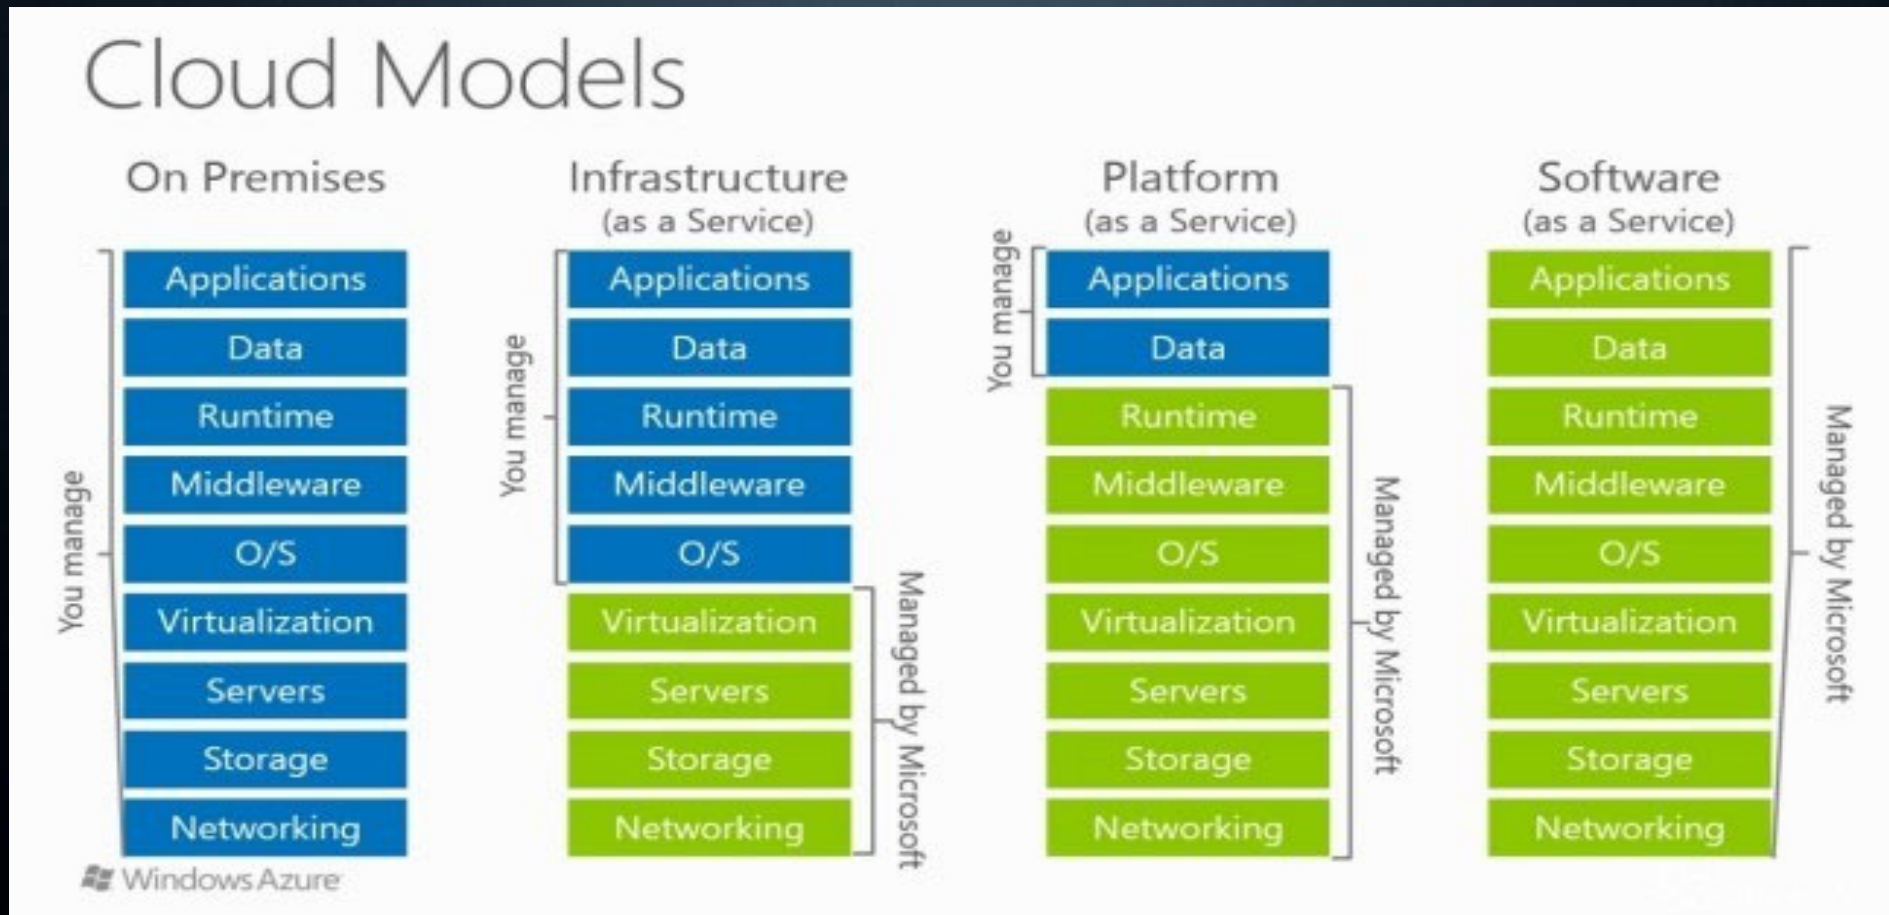 Cloud Models
On Premises
You manage
Applications
Data
Runtime
Middleware
O/S
Virtualization
Servers
Storage
Networking
Infrastructure
(as a Service)
You manage
Applications
Data
Runtime
Middleware
O/S
Virtualization
Servers
Storage
Networking
Managed by Microsoft
Platform
(as a Service)
You manage
Applications
Data
Runtime
Middleware
O/S
Virtualization
Servers
Storage
Networking
Managed by Microsoft
Software
(as a Service)
Applications
Data
Runtime
Middleware
O/S
Virtualization
Servers
Storage
Networking
Managed by Microsoft
Windows Azure